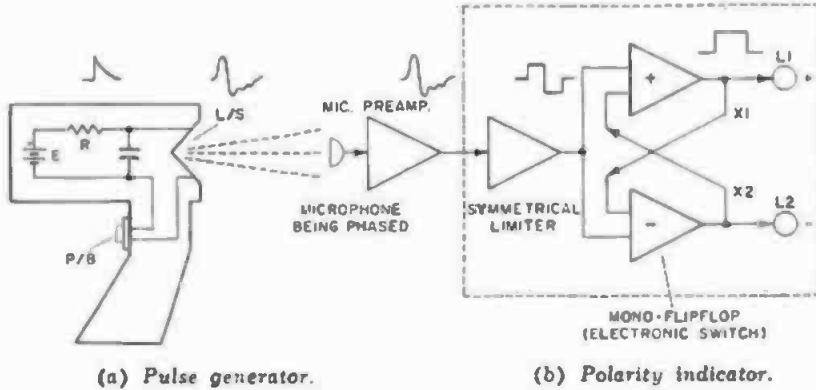 L/S
R
E
P/B
MIC. PREAMP.
MICROPHONE
BEING PHASED
SYMMETRICAL
LIMITER
+
-
L1
X1
X2
L2
MONO-FLIPFLOP
(ELECTRONIC SWITCH)
(a) Pulse generator.
(b) Polarity indicator.